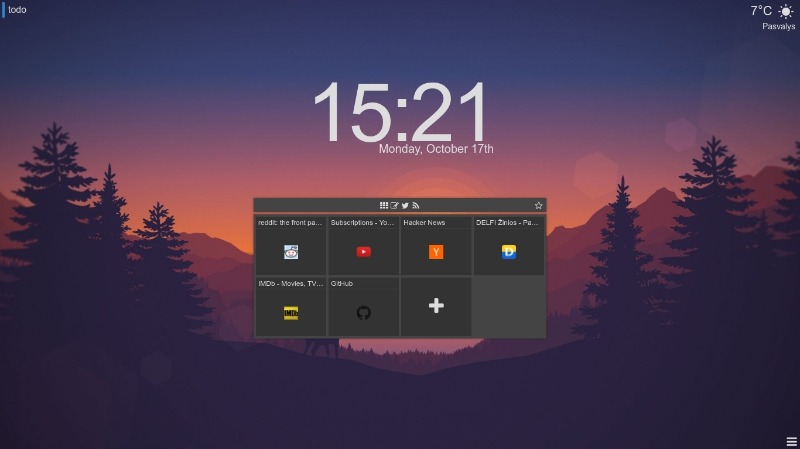 todo
7°C
Pasvalys
15:21
Monday, October 17th
reddit: the front pa...
Subscriptions - Yo...
Hacker News
DELFI Žinios - Pa...
Y
D
IMDb - Movies, TV...
GitHub
IMDb